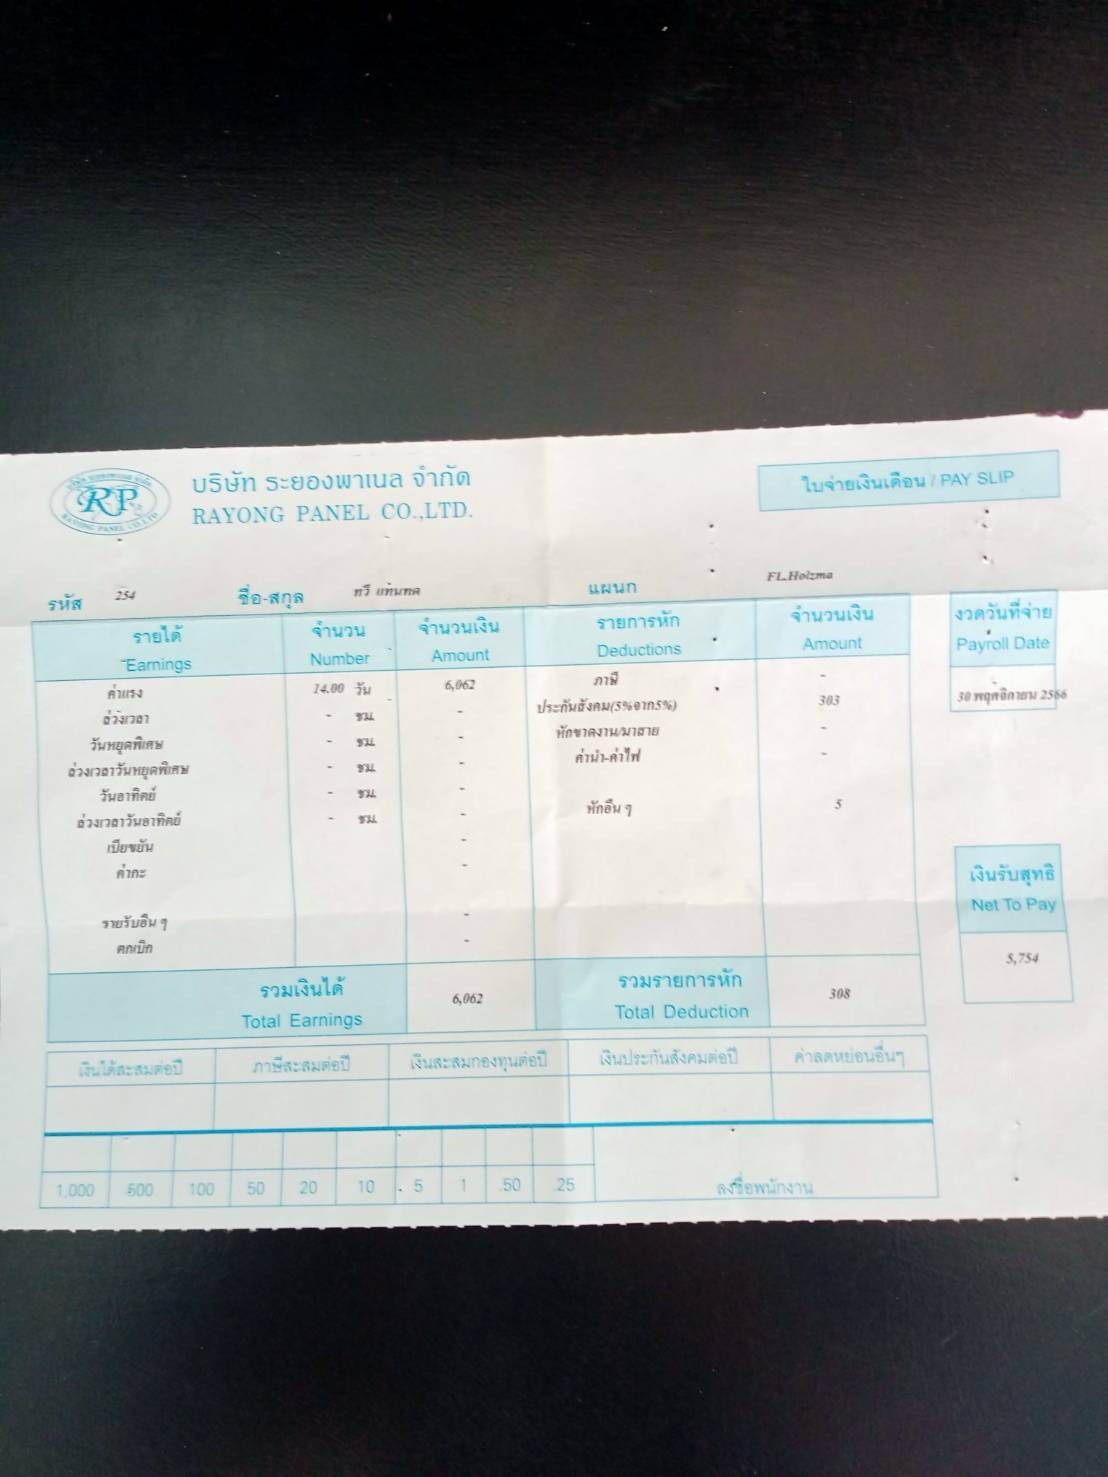 RP
RAYONG PANEL CO.,LTD.
บริษัท ระยองพาเนล จำกัด
RAYONG PANEL CO.,LTD.
ใบจ่ายเงินเดือน / PAY SLIP
รหัส 254 ชื่อ-สกุล ทวี แท่นทด แผนก FL.Holzma
รายได้ จำนวน จำนวนเงิน รายการหัก จำนวนเงิน งวดวันที่จ่าย
Earnings Number Amount Deductions Amount Payroll Date
ค่าแรง 14.00 วัน 6,062 ภาษี - 30 พฤศจิกายน 2566
ล่วงเวลา - ชม. - ประกันสังคม(5%จาก5%) 303
วันหยุดพิเศษ - ชม. - หักขาดงาน/มาสาย -
ล่วงเวลาวันหยุดพิเศษ - ชม. - ค่าน้ำ-ค่าไฟ -
วันอาทิตย์ - ชม. -
ล่วงเวลาวันอาทิตย์ - ชม. - หักอื่น ๆ 5
เบี้ยขยัน -
ค่ากะ -
รายรับอื่น ๆ -
ตกเบิก -
เงินรับสุทธิ
Net To Pay
5,754
รวมเงินได้ 6,062 รวมรายการหัก 308
Total Earnings Total Deduction
เงินได้สะสมต่อปี ภาษีสะสมต่อปี เงินสะสมกองทุนต่อปี เงินประกันสังคมต่อปี ค่าลดหย่อนอื่นๆ
1,000 500 100 50 20 10 5 1 .50 .25 ลงชื่อพนักงาน